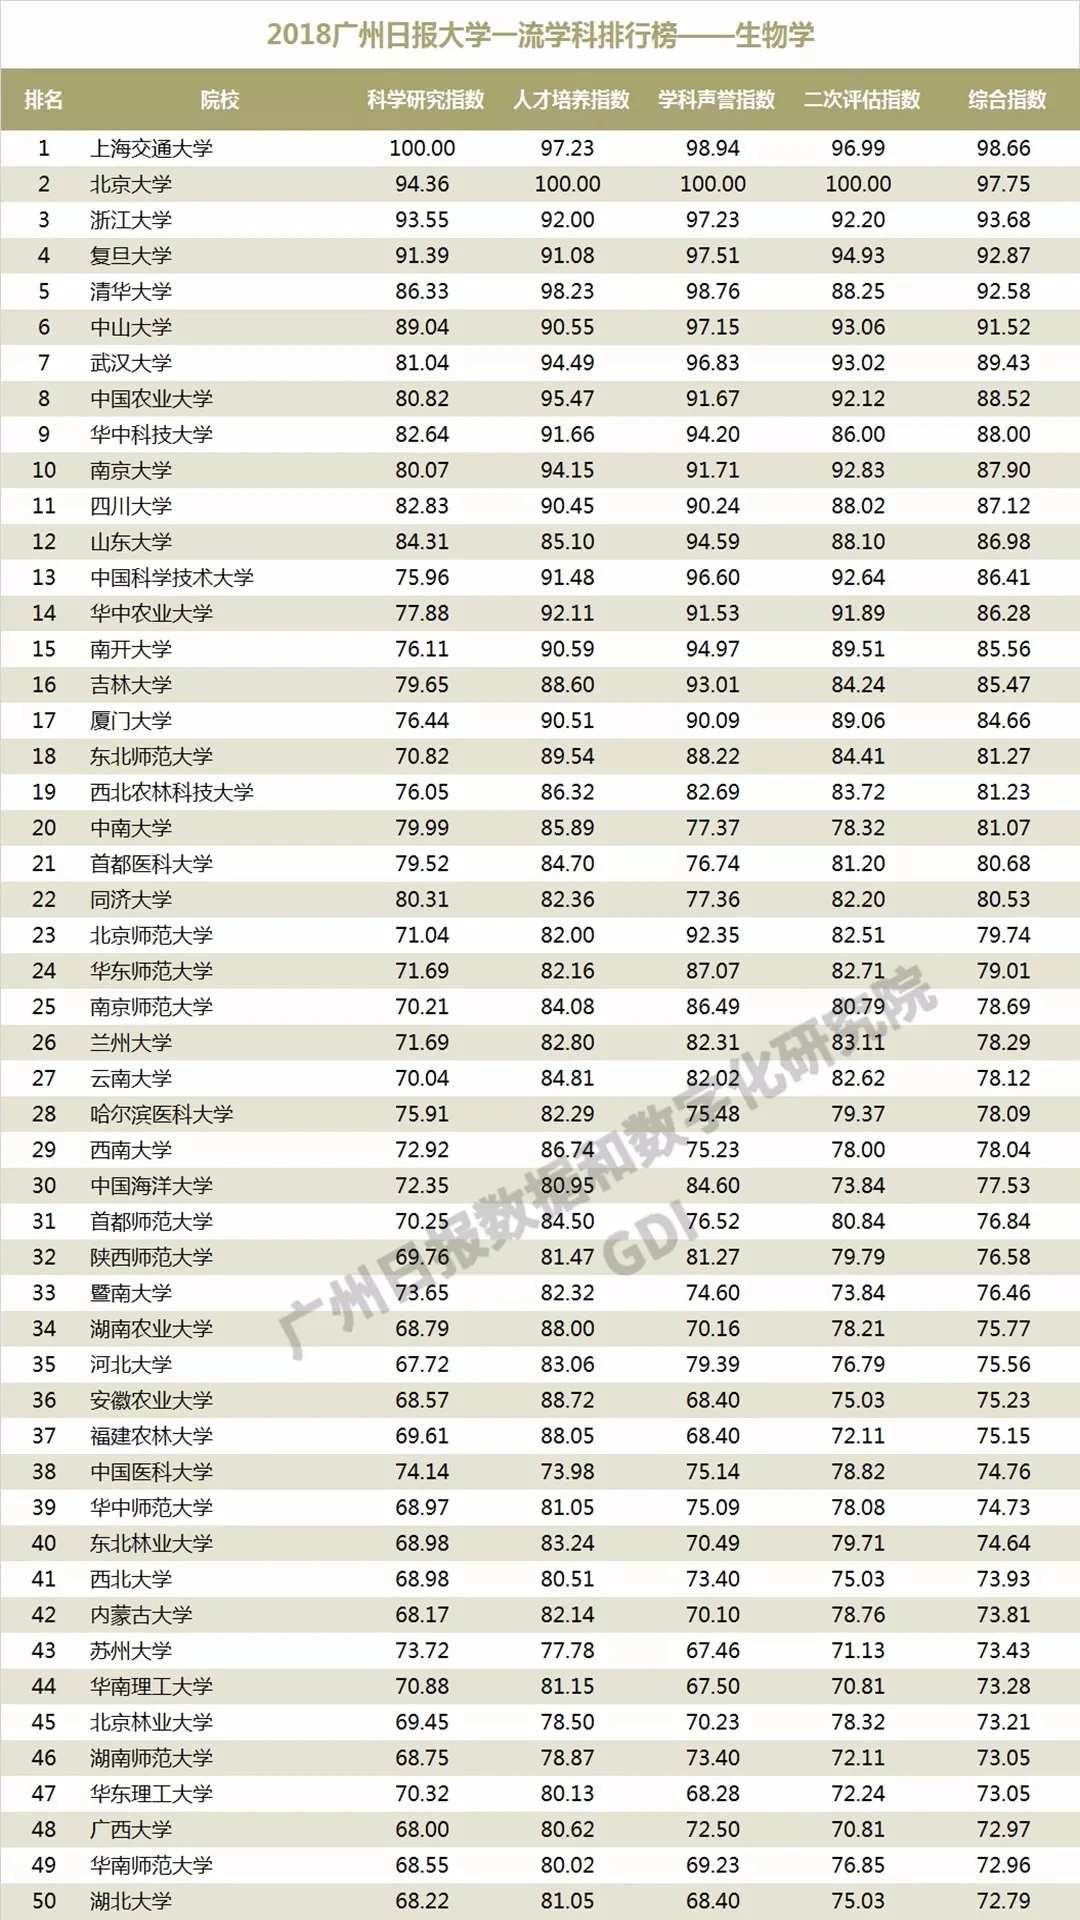 2018广州日报大学一流学科排行榜——生物学
排名 院校 科学研究指数 人才培养指数 学科声誉指数 二次评估指数 综合指数
1 上海交通大学 100.00 97.23 98.94 96.99 98.66
2 北京大学 94.36 100.00 100.00 100.00 97.75
3 浙江大学 93.55 92.00 97.23 92.20 93.68
4 复旦大学 91.39 91.08 97.51 94.93 92.87
5 清华大学 86.33 98.23 98.76 88.25 92.58
6 中山大学 89.04 90.55 97.15 93.06 91.52
7 武汉大学 81.04 94.49 96.83 93.02 89.43
8 中国农业大学 80.82 95.47 91.67 92.12 88.52
9 华中科技大学 82.64 91.66 94.20 86.00 88.00
10 南京大学 80.07 94.15 91.71 92.83 87.90
11 四川大学 82.83 90.45 90.24 88.02 87.12
12 山东大学 84.31 85.10 94.59 88.10 86.98
13 中国科学技术大学 75.96 91.48 96.60 92.64 86.41
14 华中农业大学 77.88 92.11 91.53 91.89 86.28
15 南开大学 76.11 90.59 94.97 89.51 85.56
16 吉林大学 79.65 88.60 93.01 84.24 85.47
17 厦门大学 76.44 90.51 90.09 89.06 84.66
18 东北师范大学 70.82 89.54 88.22 84.41 81.27
19 西北农林科技大学 76.05 86.32 82.69 83.72 81.23
20 中南大学 79.99 85.89 77.37 78.32 81.07
21 首都医科大学 79.52 84.70 76.74 81.20 80.68
22 同济大学 80.31 82.36 77.36 82.20 80.53
23 北京师范大学 71.04 82.00 92.35 82.51 79.74
24 华东师范大学 71.69 82.16 87.07 82.71 79.01
25 南京师范大学 70.21 84.08 86.49 80.79 78.69
26 兰州大学 71.69 82.80 82.31 83.11 78.29
27 云南大学 70.04 84.81 82.02 82.62 78.12
28 哈尔滨医科大学 75.91 82.29 75.48 79.37 78.09
29 西南大学 72.92 86.74 75.23 78.00 78.04
30 中国海洋大学 72.35 80.95 84.60 73.84 77.53
31 首都师范大学 70.25 84.50 76.52 80.84 76.84
32 陕西师范大学 69.76 81.47 81.27 79.79 76.58
33 暨南大学 73.65 82.32 74.60 73.84 76.46
34 湖南农业大学 68.79 88.00 70.16 78.21 75.77
35 河北大学 67.72 83.06 79.39 76.79 75.56
36 安徽农业大学 68.57 88.72 68.40 75.03 75.23
37 福建农林大学 69.61 88.05 68.40 72.11 75.15
38 中国医科大学 74.14 73.98 75.14 78.82 74.76
39 华中师范大学 68.97 81.05 75.09 78.08 74.73
40 东北林业大学 68.98 83.24 70.49 79.71 74.64
41 西北大学 68.98 80.51 73.40 75.03 73.93
42 内蒙古大学 68.17 82.14 70.10 78.76 73.81
43 苏州大学 73.72 77.78 67.46 71.13 73.43
44 华南理工大学 70.88 81.15 67.50 70.81 73.28
45 北京林业大学 69.45 78.50 70.23 78.32 73.21
46 湖南师范大学 68.75 78.87 73.40 72.11 73.05
47 华东理工大学 70.32 80.13 68.28 72.24 73.05
48 广西大学 68.00 80.62 72.50 70.81 72.97
49 华南师范大学 68.55 80.02 69.23 76.85 72.96
50 湖北大学 68.22 81.05 68.40 75.03 72.79
广州日报数据和数字化研究院
GDI